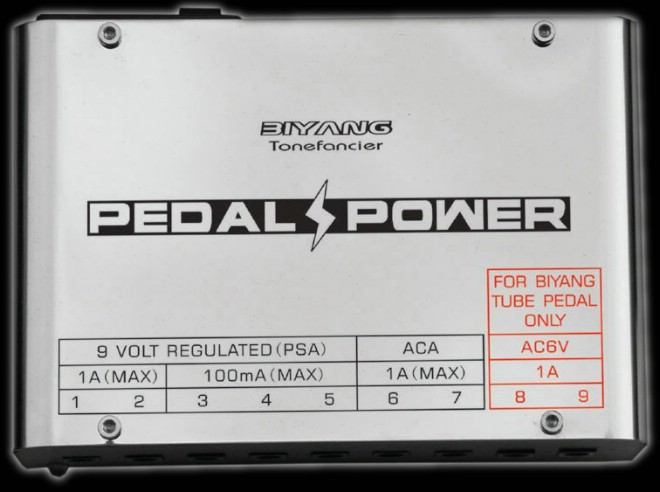 BIYANG
Tonefancier
PEDAL POWER
FOR BIYANG
TUBE PEDAL
ONLY
9 VOLT REGULATED (PSA) ACA AC6V
1A (MAX) 100mA (MAX) 1A (MAX) 1A
1 2 3 4 5 6 7 8 9